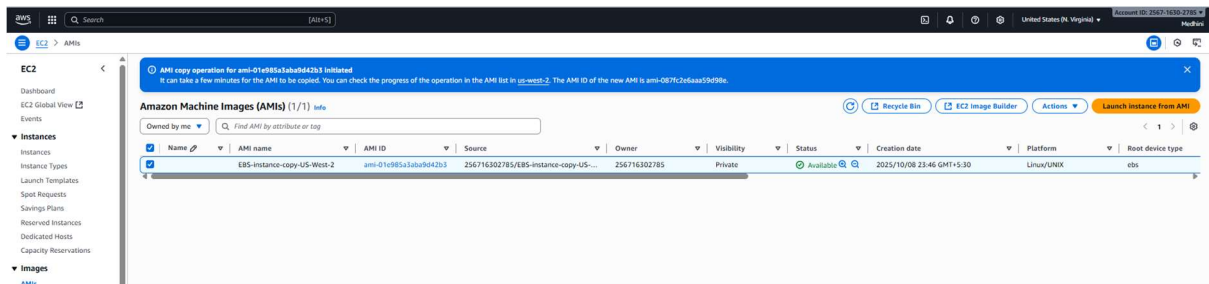 aws
Search
[Alt+S]
United States (N. Virginia)
Account ID: 2567-1630-2785
Medhini
EC2 > AMIs
EC2
Dashboard
EC2 Global View
Events
Instances
Instances
Instance Types
Launch Templates
Spot Requests
Savings Plans
Reserved Instances
Dedicated Hosts
Capacity Reservations
Images
AMIs
AMI copy operation for ami-01e985a3aba9d42b3 initiated
It can take a few minutes for the AMI to be copied. You can check the progress of the operation in the AMI list in us-west-2. The AMI ID of the new AMI is ami-087fc2e6aaa59d98e.
Amazon Machine Images (AMIs) (1/1) Info
Recycle Bin
EC2 Image Builder
Actions
Launch instance from AMI
Owned by me
Find AMI by attribute or tag
1
Name AMI name AMI ID Source Owner Visibility Status Creation date Platform Root device type
EBS-instance-copy-US-West-2 ami-01e985a3aba9d42b3 256716302785/EBS-instance-copy-US-... 256716302785 Private Available 2025/10/08 23:46 GMT+5:30 Linux/UNIX ebs